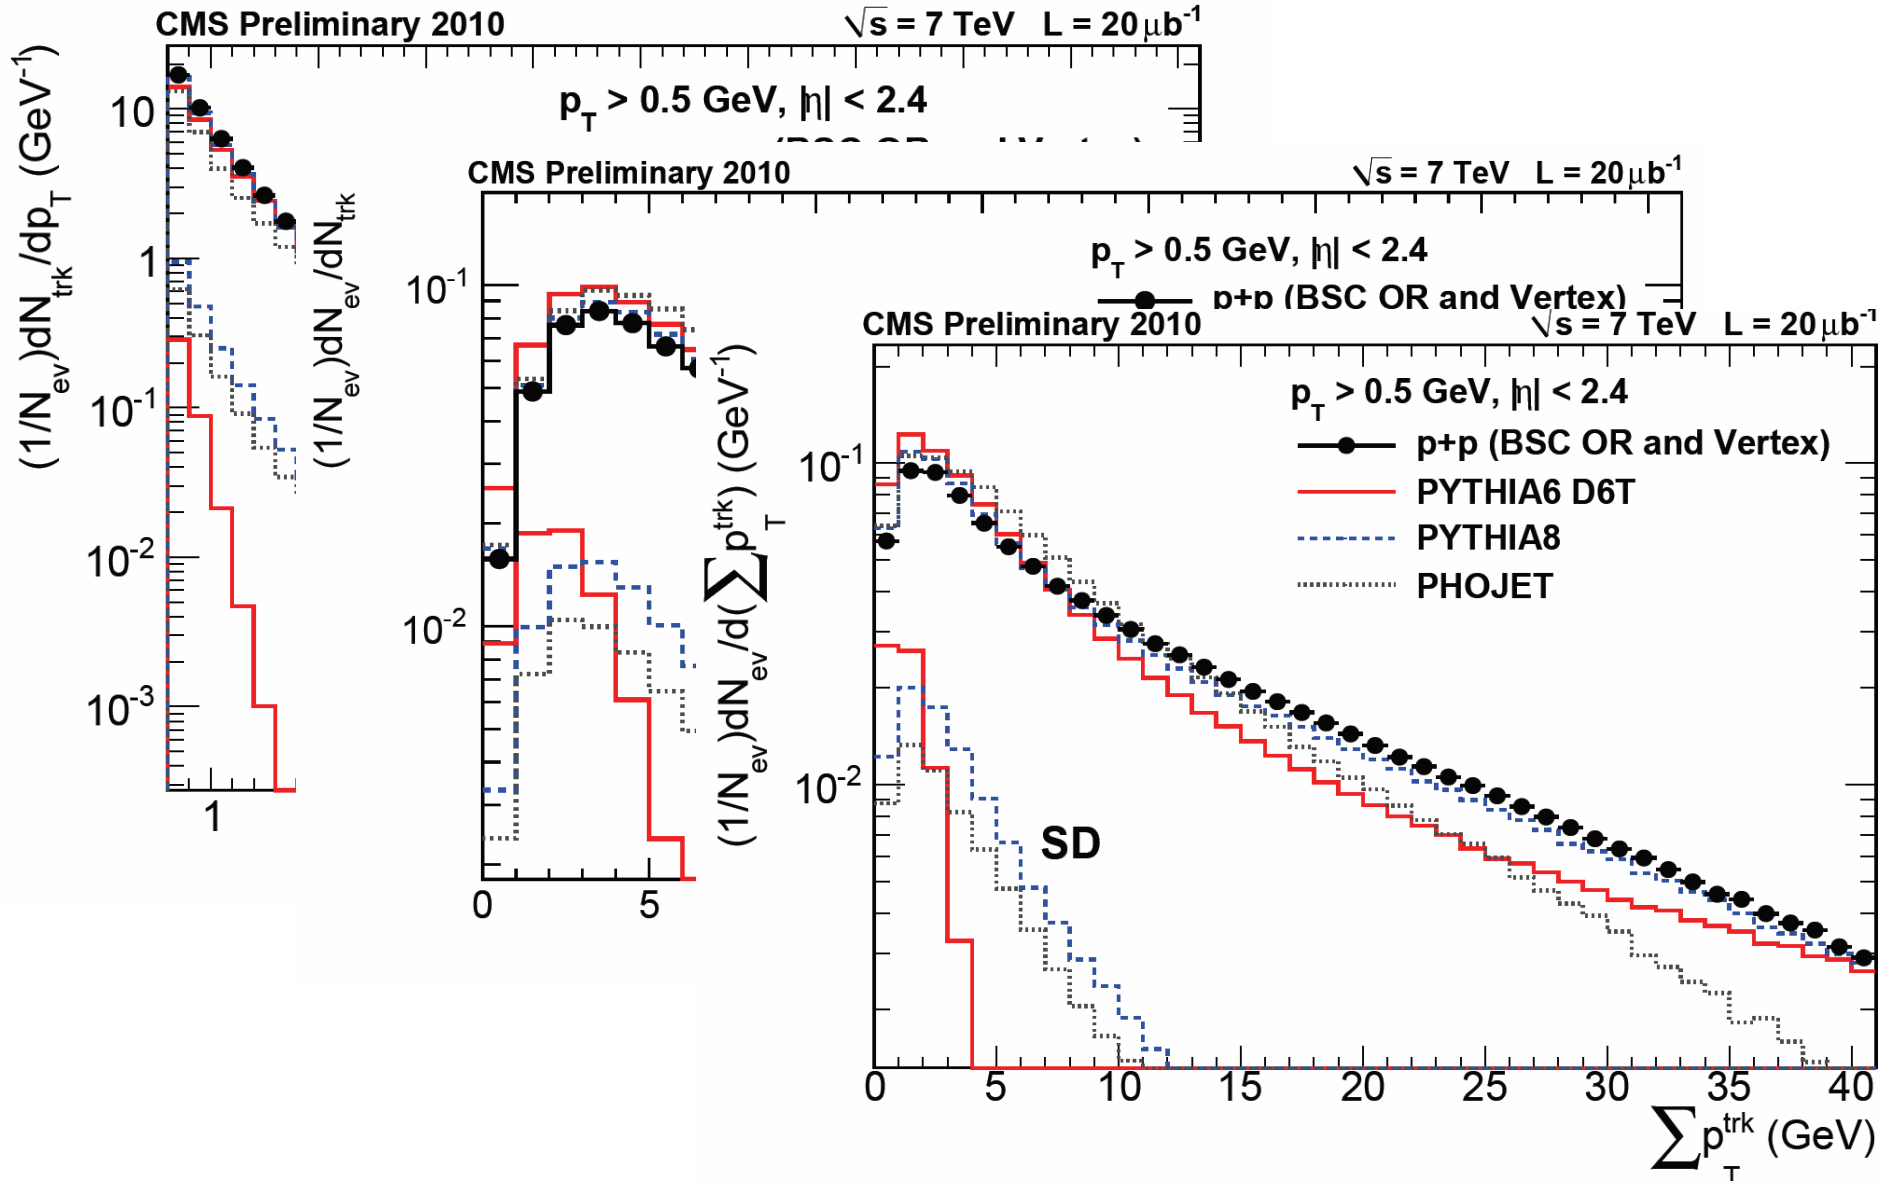 CMS Preliminary 2010 √s = 7 TeV L = 20 μb⁻¹
p_T > 0.5 GeV, |η| < 2.4
(1/N_ev)dN_trk/dp_T (GeV⁻¹)
10
1
10⁻¹
10⁻²
10⁻³
1
CMS Preliminary 2010 √s = 7 TeV L = 20 μb⁻¹
p_T > 0.5 GeV, |η| < 2.4
p+p (BSC OR and Vertex)
(1/N_ev)dN_ev/dN_trk
10⁻¹
10⁻²
0 5
CMS Preliminary 2010 √s = 7 TeV L = 20 μb⁻¹
p_T > 0.5 GeV, |η| < 2.4
p+p (BSC OR and Vertex)
PYTHIA6 D6T
PYTHIA8
PHOJET
(1/N_ev)dN_ev/d(∑p_T^trk) (GeV⁻¹)
10⁻¹
10⁻²
SD
0 5 10 15 20 25 30 35 40
∑p_T^trk (GeV)